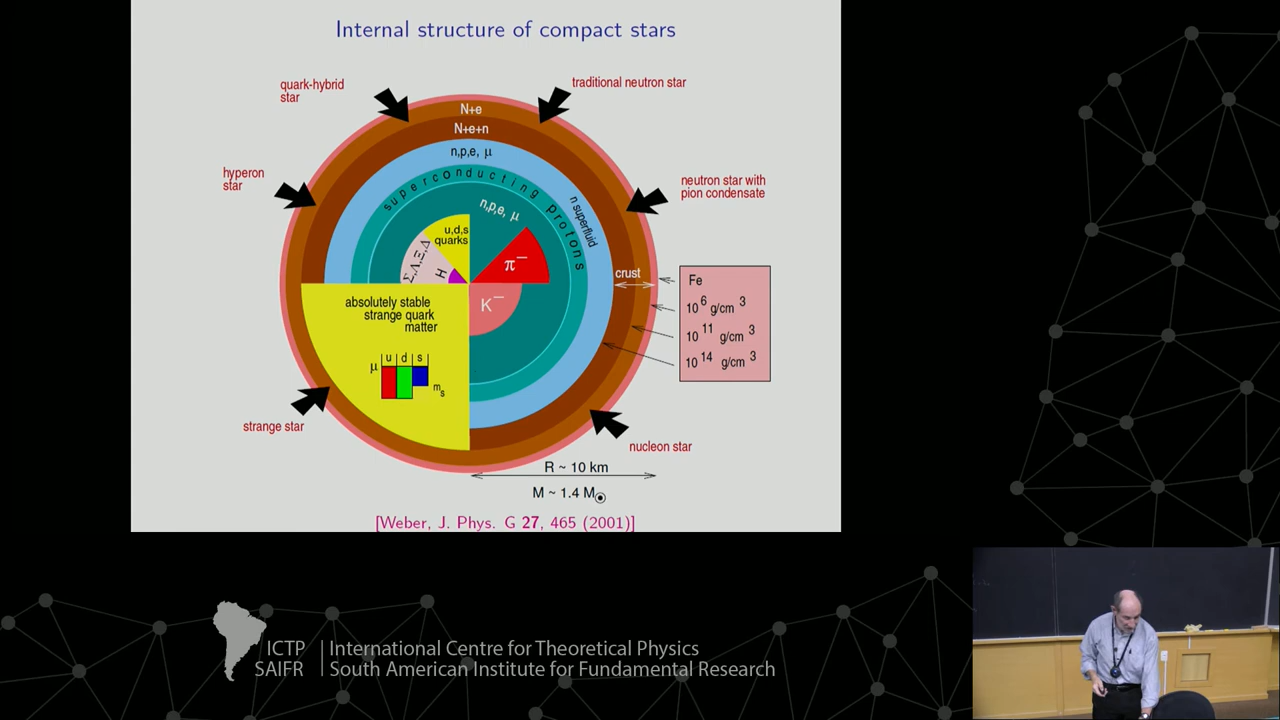 Internal structure of compact stars
quark-hybrid
star
traditional neutron star
N+e
N+e+n
n,p,e, μ
superconducting protons
n superfluid
hyperon
star
neutron star with
pion condensate
n,p,e, μ
u,d,s
quarks
Σ,Λ,Ξ,Δ
H
π⁻
K⁻
crust
Fe
10⁶ g/cm³
10¹¹ g/cm³
10¹⁴ g/cm³
absolutely stable
strange quark
matter
u d s
μ
mₛ
strange star
nucleon star
R ~ 10 km
M ~ 1.4 M☉
[Weber, J. Phys. G 27, 465 (2001)]
ICTP
SAIFR
International Centre for Theoretical Physics
South American Institute for Fundamental Research